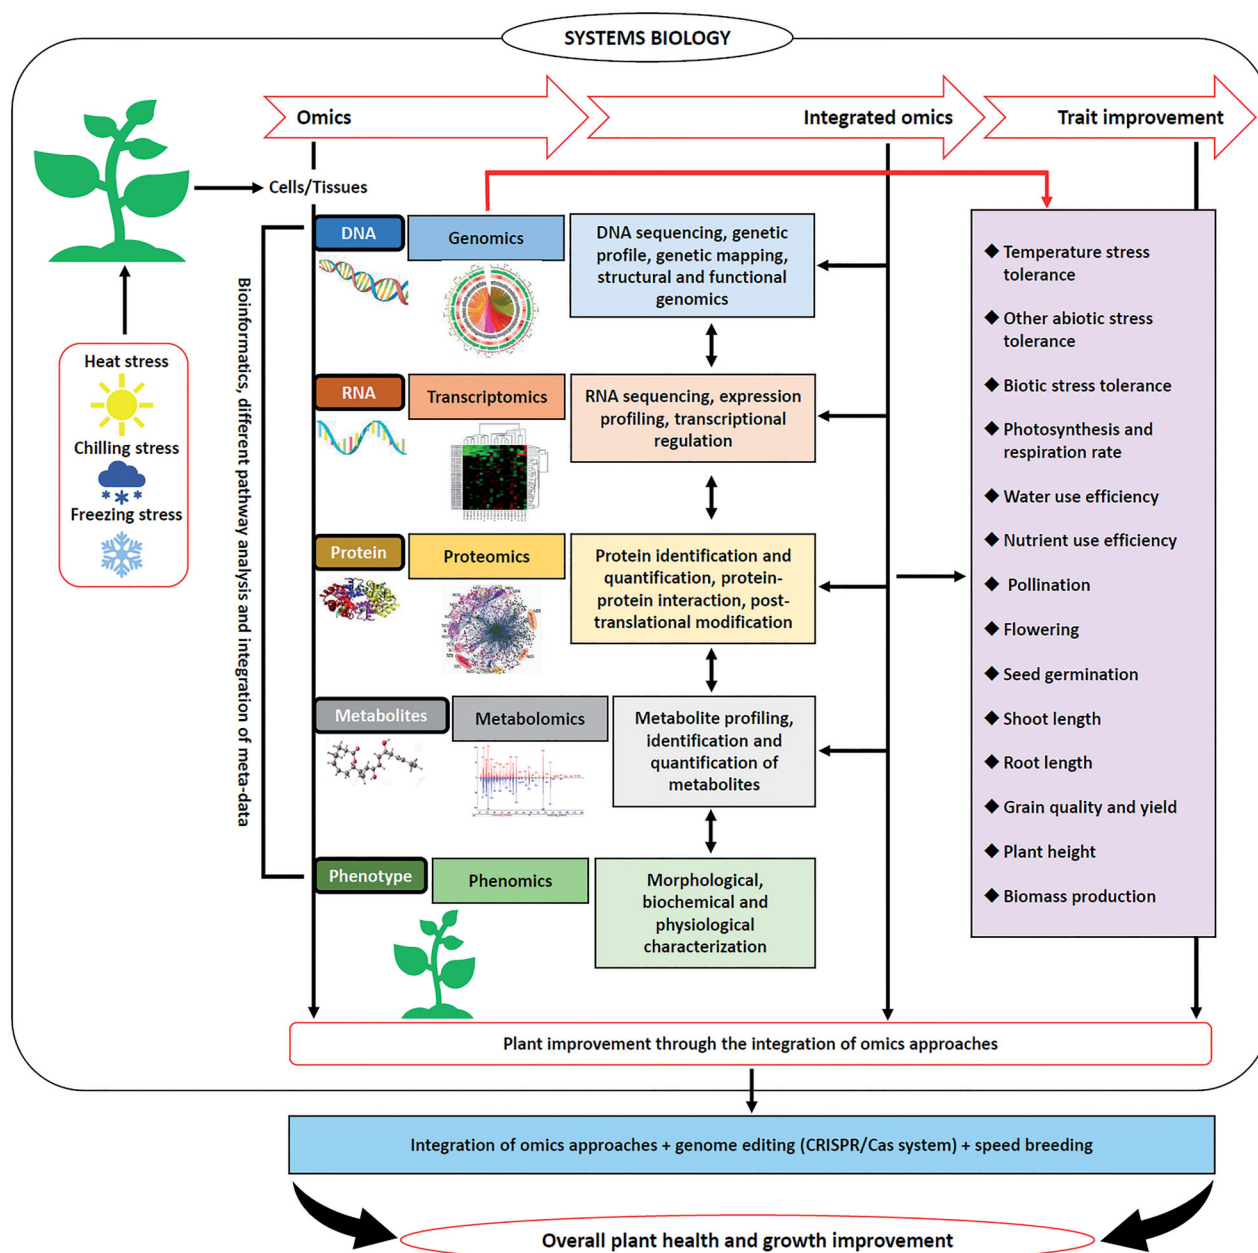 SYSTEMS BIOLOGY
Omics
Integrated omics
Trait improvement
Cells/Tissues
Heat stress
Chilling stress
Freezing stress
Bioinformatics, different pathway analysis and integration of meta-data
DNA
Genomics
DNA sequencing, genetic
profile, genetic mapping,
structural and functional
genomics
RNA
Transcriptomics
RNA sequencing, expression
profiling, transcriptional
regulation
Protein
Proteomics
Protein identification and
quantification, protein-
protein interaction, post-
translational modification
Metabolites
Metabolomics
Metabolite profiling,
identification and
quantification of
metabolites
Phenotype
Phenomics
Morphological,
biochemical and
physiological
characterization
◆ Temperature stress
tolerance
◆ Other abiotic stress
tolerance
◆ Biotic stress tolerance
◆ Photosynthesis and
respiration rate
◆ Water use efficiency
◆ Nutrient use efficiency
◆ Pollination
◆ Flowering
◆ Seed germination
◆ Shoot length
◆ Root length
◆ Grain quality and yield
◆ Plant height
◆ Biomass production
Plant improvement through the integration of omics approaches
Integration of omics approaches + genome editing (CRISPR/Cas system) + speed breeding
Overall plant health and growth improvement